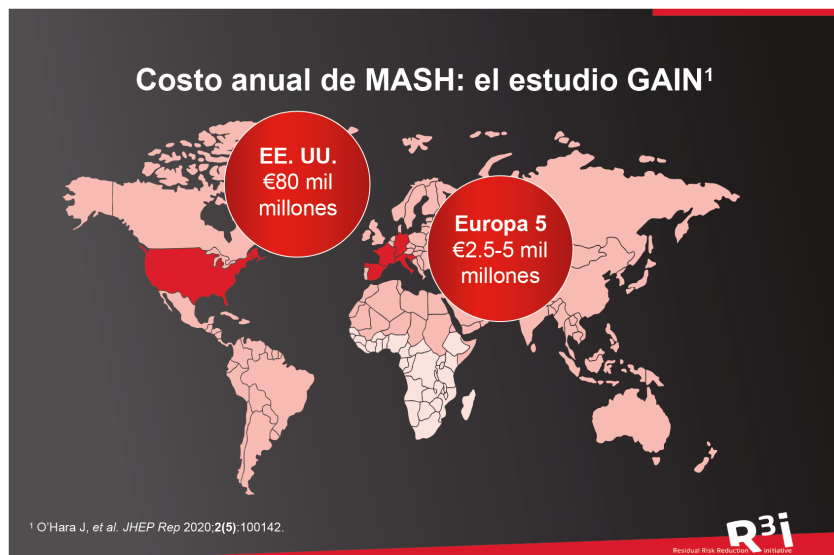 Costo anual de MASH: el estudio GAIN¹
EE. UU.
€80 mil
millones
Europa 5
€2.5-5 mil
millones
¹ O'Hara J, et al. JHEP Rep 2020;2(5):100142.
R³i
Residual Risk Reduction Initiative